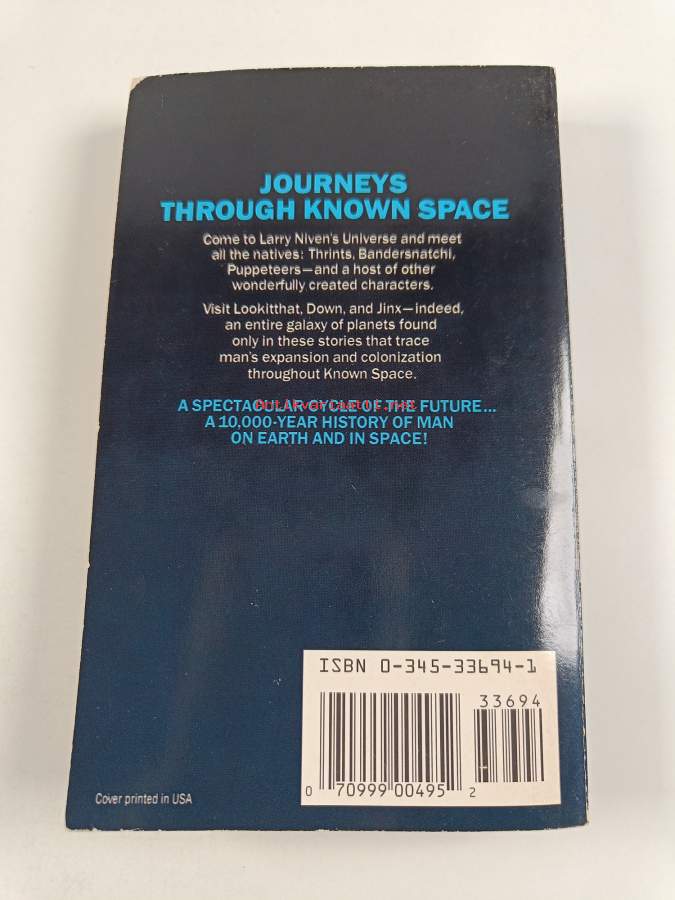 JOURNEYS
THROUGH KNOWN SPACE
Come to Larry Niven's Universe and meet
all the natives: Thrints, Bandersnatchi,
Puppeteers—and a host of other
wonderfully created characters.
Visit Lookitthat, Down, and Jinx—indeed,
an entire galaxy of planets found
only in these stories that trace
man's expansion and colonization
throughout Known Space.
A SPECTACULAR CYCLE OF THE FUTURE...
A 10,000-YEAR HISTORY OF MAN
ON EARTH AND IN SPACE!
ISBN 0-345-33694-1
33694
0 70999 00495 2
Cover printed in USA